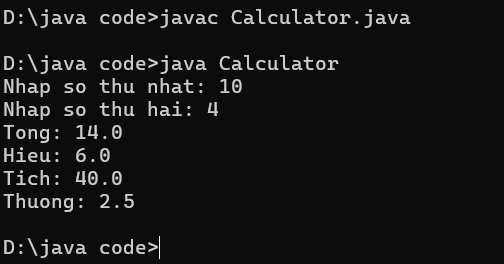 D:\java code>javac Calculator.java
D:\java code>java Calculator
Nhap so thu nhat: 10
Nhap so thu hai: 4
Tong: 14.0
Hieu: 6.0
Tich: 40.0
Thuong: 2.5
D:\java code>